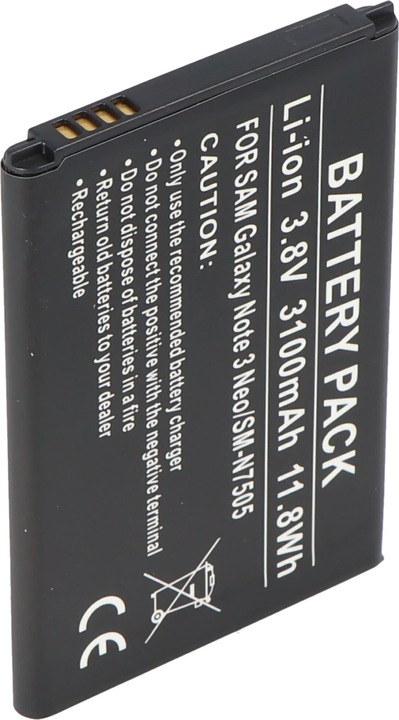 BATTERY PACK
Li-ion 3.8V 3100mAh 11.8Wh
FOR SAM Galaxy Note 3 Neo/SM-N7505
CAUTION:
•Only use specified battery charger
•Do not connect the positive with the negative terminal
•Do not dispose of batteries in a fire
•Return old batteries to your dealer
•Rechargeable
CE